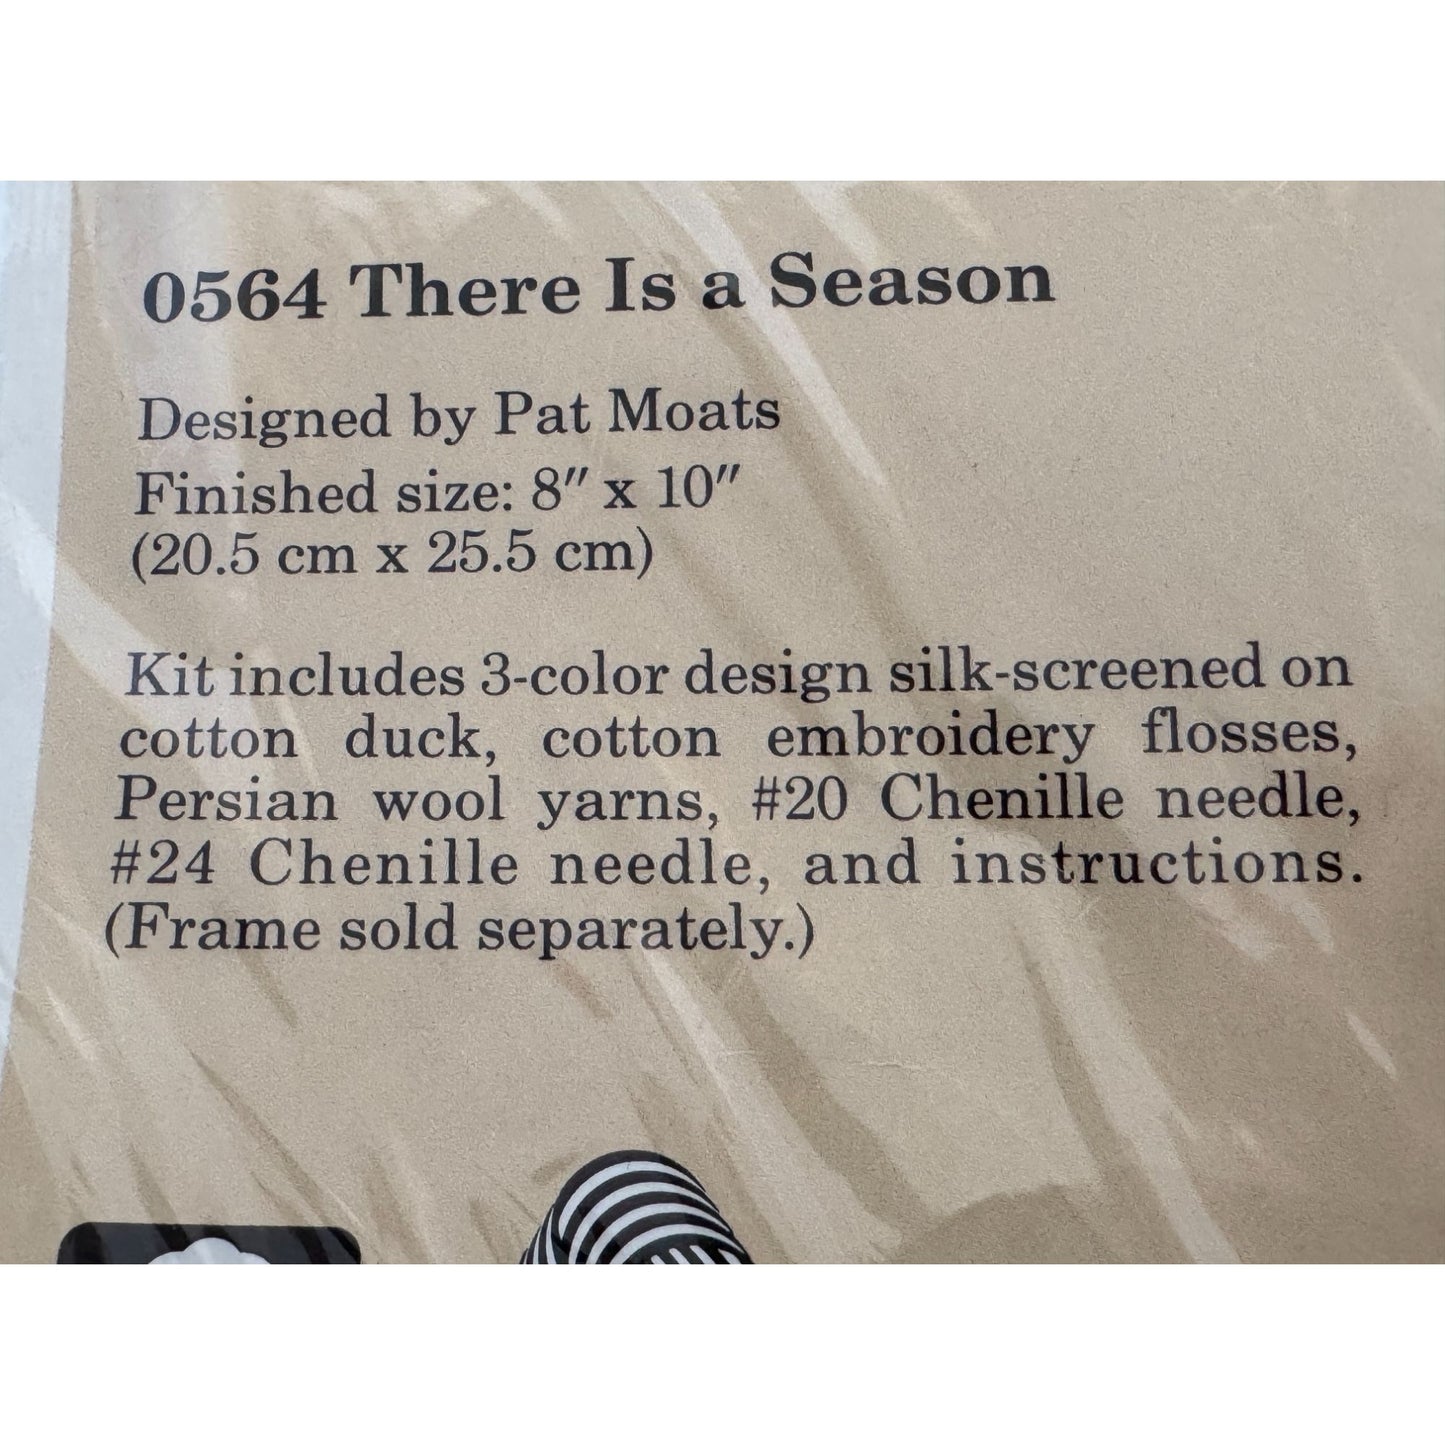 0564 There Is a Season
Designed by Pat Moats
Finished size: 8″ x 10″
(20.5 cm x 25.5 cm)
Kit includes 3-color design silk-screened on
cotton duck, cotton embroidery flosses,
Persian wool yarns, #20 Chenille needle,
#24 Chenille needle, and instructions.
(Frame sold separately.)